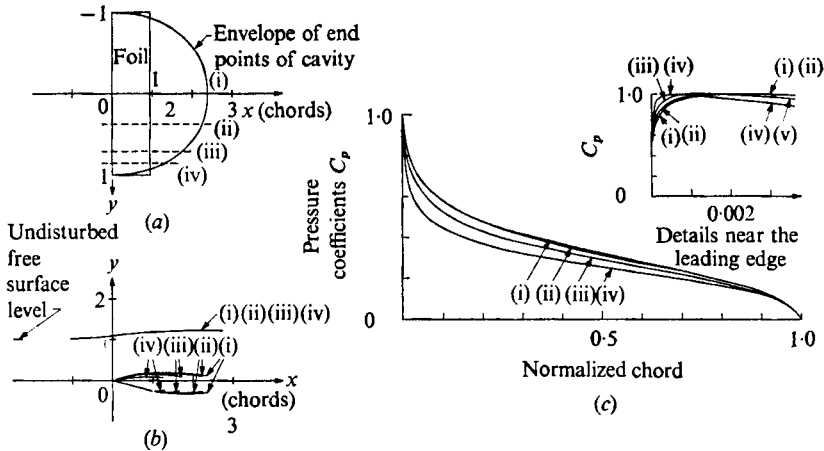 −1
Foil
Envelope of end
points of cavity
1
(i)
0
2
3
x (chords)
(ii)
(iii)
(iv)
1
y
(a)
Undisturbed
free
surface
level
y
2
(i)(ii)(iii)(iv)
(iv)(iii)(ii)(i)
0
x
(chords)
3
(b)
Pressure
coefficients Cp
1·0
0
(i) (ii) (iii)(iv)
0·5
1·0
Normalized chord
(c)
(iii)(iv)
(i) (ii)
1·0
Cp
(i)(ii)
(iv)(v)
0
0·002
Details near the
leading edge